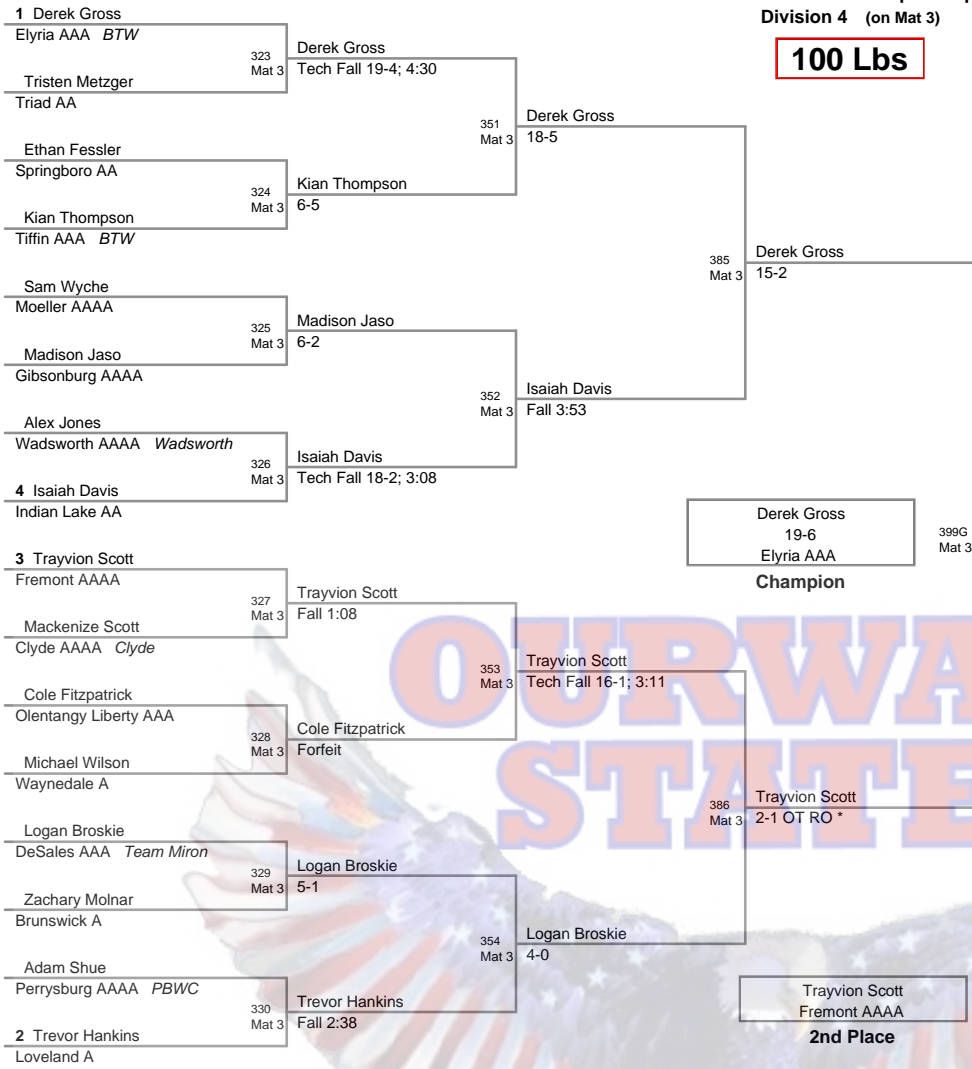 Division 4 (on Mat 3)
100 Lbs
1 Derek Gross
Elyria AAA BTW
323
Mat 3
Derek Gross
Tech Fall 19-4; 4:30
Tristen Metzger
Triad AA
351
Mat 3
Derek Gross
18-5
Ethan Fessler
Springboro AA
324
Mat 3
Kian Thompson
6-5
Kian Thompson
Tiffin AAA BTW
385
Mat 3
Derek Gross
15-2
Sam Wyche
Moeller AAAA
325
Mat 3
Madison Jaso
6-2
Madison Jaso
Gibsonburg AAAA
352
Mat 3
Isaiah Davis
Fall 3:53
Alex Jones
Wadsworth AAAA Wadsworth
326
Mat 3
Isaiah Davis
Tech Fall 18-2; 3:08
4 Isaiah Davis
Indian Lake AA
Derek Gross
19-6
Elyria AAA
Champion
399G
Mat 3
3 Trayvion Scott
Fremont AAAA
327
Mat 3
Trayvion Scott
Fall 1:08
Mackenize Scott
Clyde AAAA Clyde
353
Mat 3
Trayvion Scott
Tech Fall 16-1; 3:11
Cole Fitzpatrick
Olentangy Liberty AAA
328
Mat 3
Cole Fitzpatrick
Forfeit
Michael Wilson
Waynedale A
386
Mat 3
Trayvion Scott
2-1 OT RO *
Logan Broskie
DeSales AAA Team Miron
329
Mat 3
Logan Broskie
5-1
Zachary Molnar
Brunswick A
354
Mat 3
Logan Broskie
4-0
Adam Shue
Perrysburg AAAA PBWC
330
Mat 3
Trevor Hankins
Fall 2:38
2 Trevor Hankins
Loveland A
Trayvion Scott
Fremont AAAA
2nd Place
OURWA
STATE